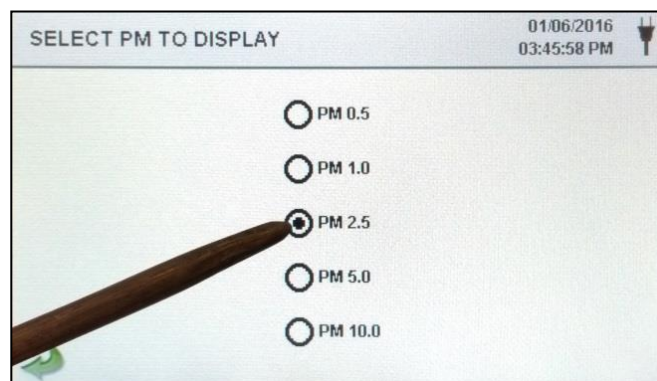 SELECT PM TO DISPLAY
01/06/2016
03:45:58 PM
PM 0.5
PM 1.0
PM 2.5
PM 5.0
PM 10.0